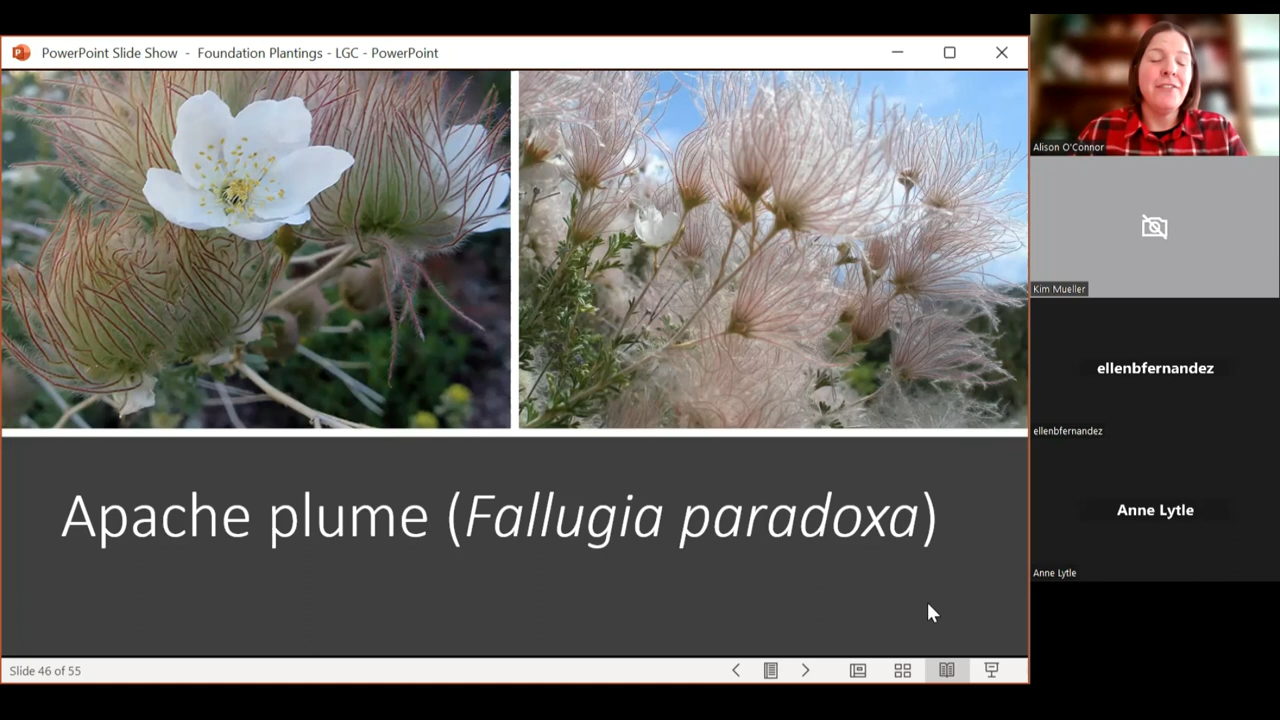 PowerPoint Slide Show - Foundation Plantings - LGC - PowerPoint
Apache plume (Fallugia paradoxa)
Slide 46 of 55
Alison O'Connor
Kim Mueller
ellenbfernandez
ellenbfernandez
Anne Lytle
Anne Lytle